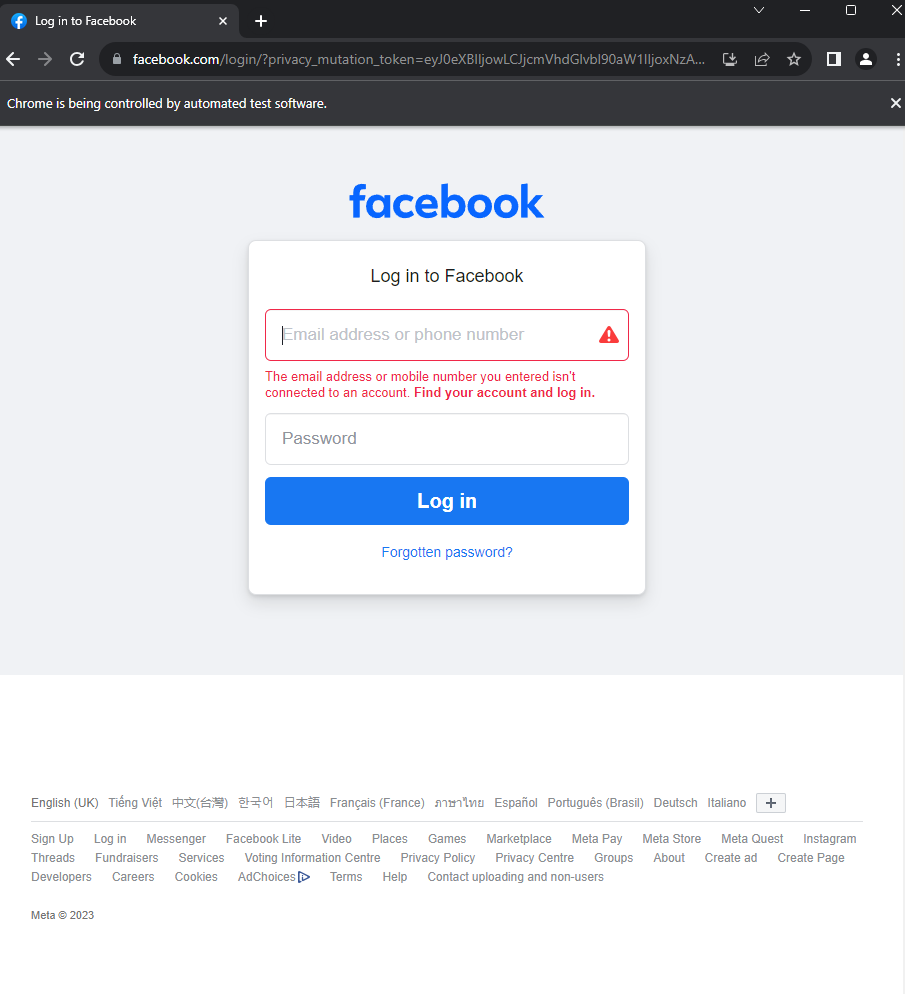 Log in to Facebook
facebook.com/login/?privacy_mutation_token=eyJ0eXBlIjowLCJjcmVhdGlvbl90aW1lIjoxNzA...
Chrome is being controlled by automated test software.
facebook
Log in to Facebook
Email address or phone number
The email address or mobile number you entered isn't
connected to an account. Find your account and log in.
Password
Log in
Forgotten password?
English (UK) Tiếng Việt 中文(台灣) 한국어 日本語 Français (France) ภาษาไทย Español Português (Brasil) Deutsch Italiano
Sign Up Log in Messenger Facebook Lite Video Places Games Marketplace Meta Pay Meta Store Meta Quest Instagram
Threads Fundraisers Services Voting Information Centre Privacy Policy Privacy Centre Groups About Create ad Create Page
Developers Careers Cookies AdChoices Terms Help Contact uploading and non-users
Meta © 2023